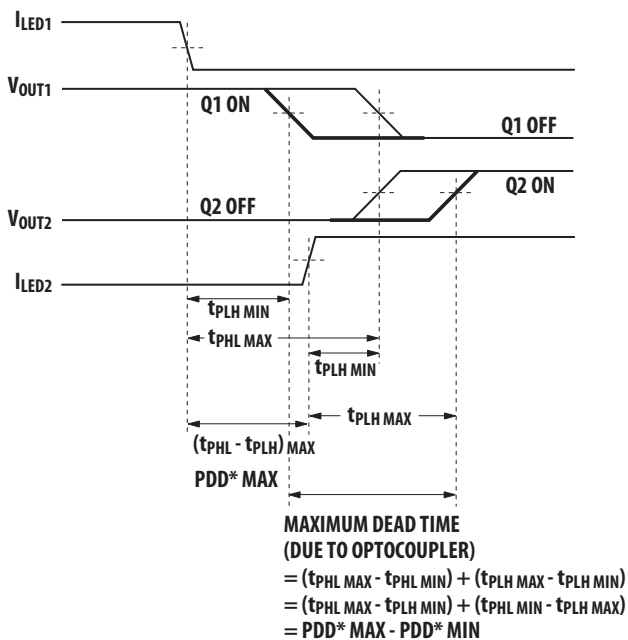 ILED1
VOUT1
Q1 ON
Q1 OFF
Q2 OFF
Q2 ON
VOUT2
ILED2
tPLH MIN
tPHL MAX
tPLH MIN
tPLH MAX
(tPHL - tPLH) MAX
PDD* MAX
MAXIMUM DEAD TIME
(DUE TO OPTOCOUPLER)
= (tPHL MAX - tPHL MIN) + (tPLH MAX - tPLH MIN)
= (tPHL MAX - tPLH MIN) + (tPHL MIN - tPLH MAX)
= PDD* MAX - PDD* MIN